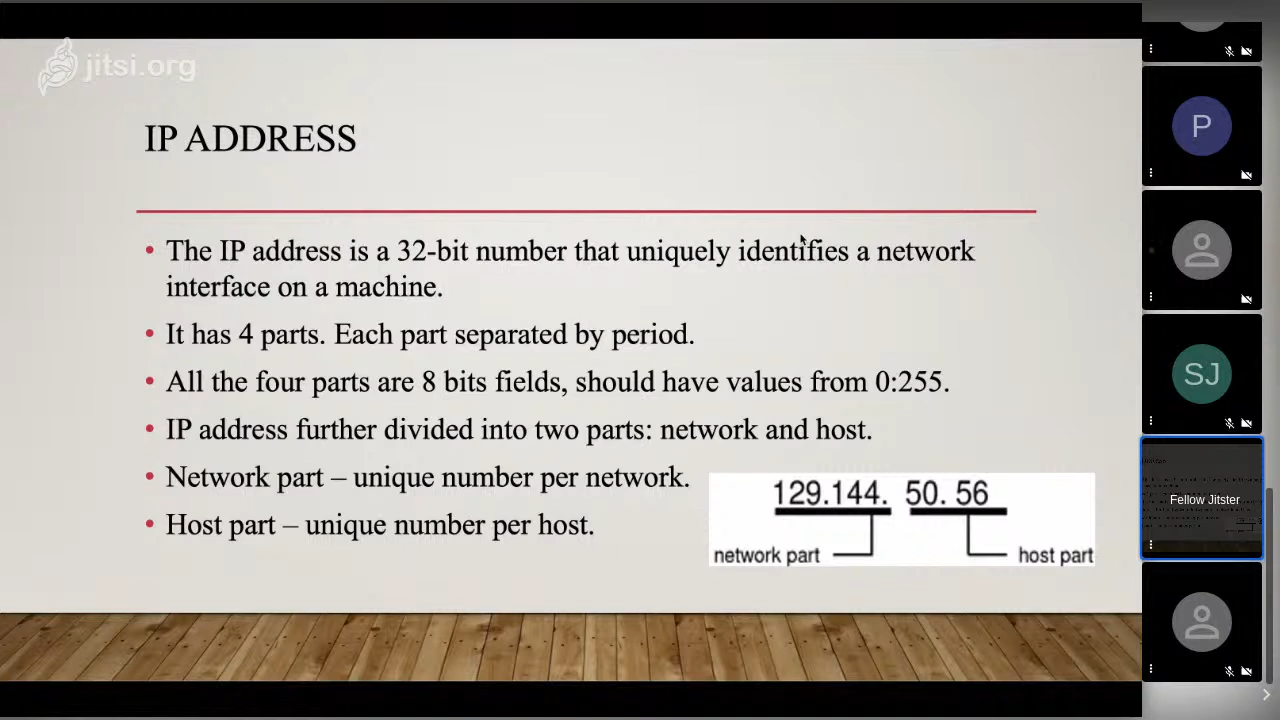 jitsi.org
IP ADDRESS
• The IP address is a 32-bit number that uniquely identifies a network
interface on a machine.
• It has 4 parts. Each part separated by period.
• All the four parts are 8 bits fields, should have values from 0:255.
• IP address further divided into two parts: network and host.
• Network part – unique number per network.
• Host part – unique number per host.
129.144. 50. 56
network part
host part
P
SJ
Fellow Jitster